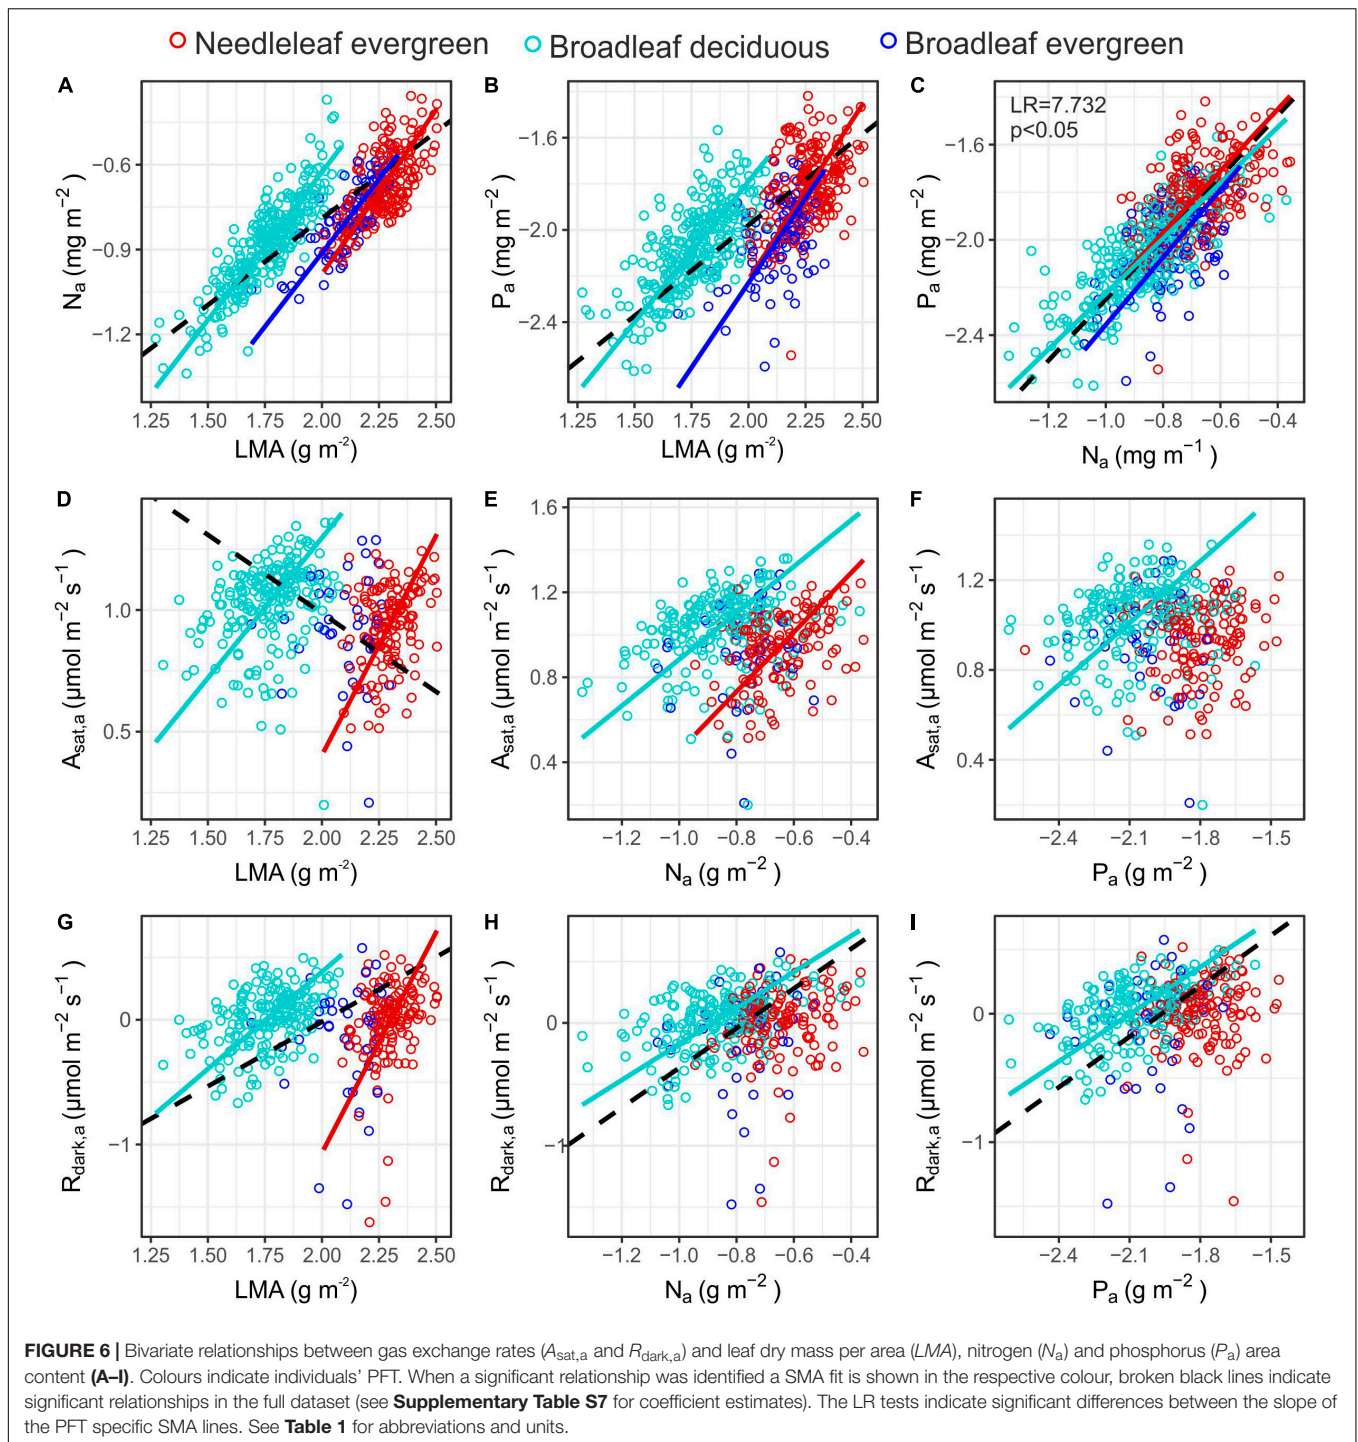 Needleleaf evergreen Broadleaf deciduous Broadleaf evergreen
A
−0.6
−0.9
−1.2
Nₐ (mg m⁻²)
1.25 1.50 1.75 2.00 2.25 2.50
LMA (g m⁻²)
B
−1.6
−2.0
−2.4
Pₐ (mg m⁻²)
1.25 1.50 1.75 2.00 2.25 2.50
LMA (g m⁻²)
C
LR=7.732
p<0.05
−1.6
−2.0
−2.4
Pₐ (mg m⁻²)
−1.2 −1.0 −0.8 −0.6 −0.4
Nₐ (mg m⁻¹)
D
1.0
0.5
Asat,a (µmol m⁻² s⁻¹)
1.25 1.50 1.75 2.00 2.25 2.50
LMA (g m⁻²)
E
1.6
1.2
0.8
0.4
Asat,a (µmol m⁻² s⁻¹)
−1.2 −1.0 −0.8 −0.6 −0.4
Nₐ (g m⁻²)
F
1.2
0.8
0.4
Asat,a (µmol m⁻² s⁻¹)
−2.4 −2.1 −1.8 −1.5
Pₐ (g m⁻²)
G
0
−1
Rdark,a (µmol m⁻² s⁻¹)
1.25 1.50 1.75 2.00 2.25 2.50
LMA (g m⁻²)
H
0
−1
Rdark,a (µmol m⁻² s⁻¹)
−1.2 −1.0 −0.8 −0.6 −0.4
Nₐ (g m⁻²)
I
0
−1
Rdark,a (µmol m⁻² s⁻¹)
−2.4 −2.1 −1.8 −1.5
Pₐ (g m⁻²)
FIGURE 6 | Bivariate relationships between gas exchange rates (Asat,a and Rdark,a) and leaf dry mass per area (LMA), nitrogen (Nₐ) and phosphorus (Pₐ) area
content (A–I). Colours indicate individuals' PFT. When a significant relationship was identified a SMA fit is shown in the respective colour, broken black lines indicate
significant relationships in the full dataset (see Supplementary Table S7 for coefficient estimates). The LR tests indicate significant differences between the slope of
the PFT specific SMA lines. See Table 1 for abbreviations and units.